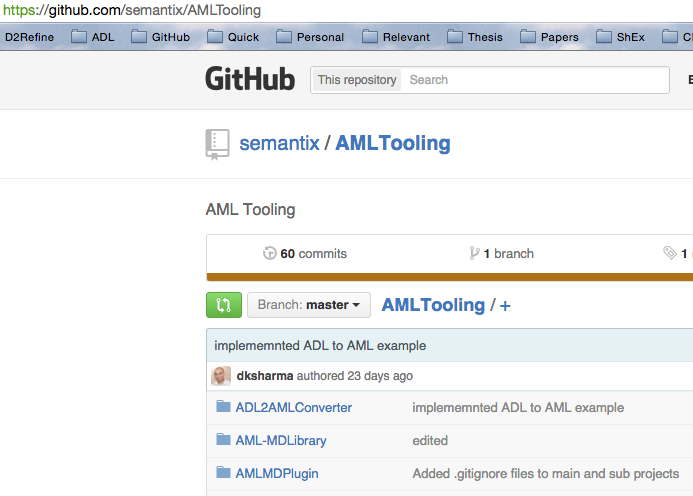 https://github.com/semantix/AMLTooling
D2Refine ADL GitHub Quick Personal Relevant Thesis Papers ShEx
GitHub This repository Search
semantix / AMLTooling
AML Tooling
60 commits 1 branch 1
Branch: master AMLTooling / +
implememnted ADL to AML example
dksharma authored 23 days ago
ADL2AMLConverter implememnted ADL to AML example
AML-MDLibrary edited
AMLMDPlugin Added .gitignore files to main and sub projects